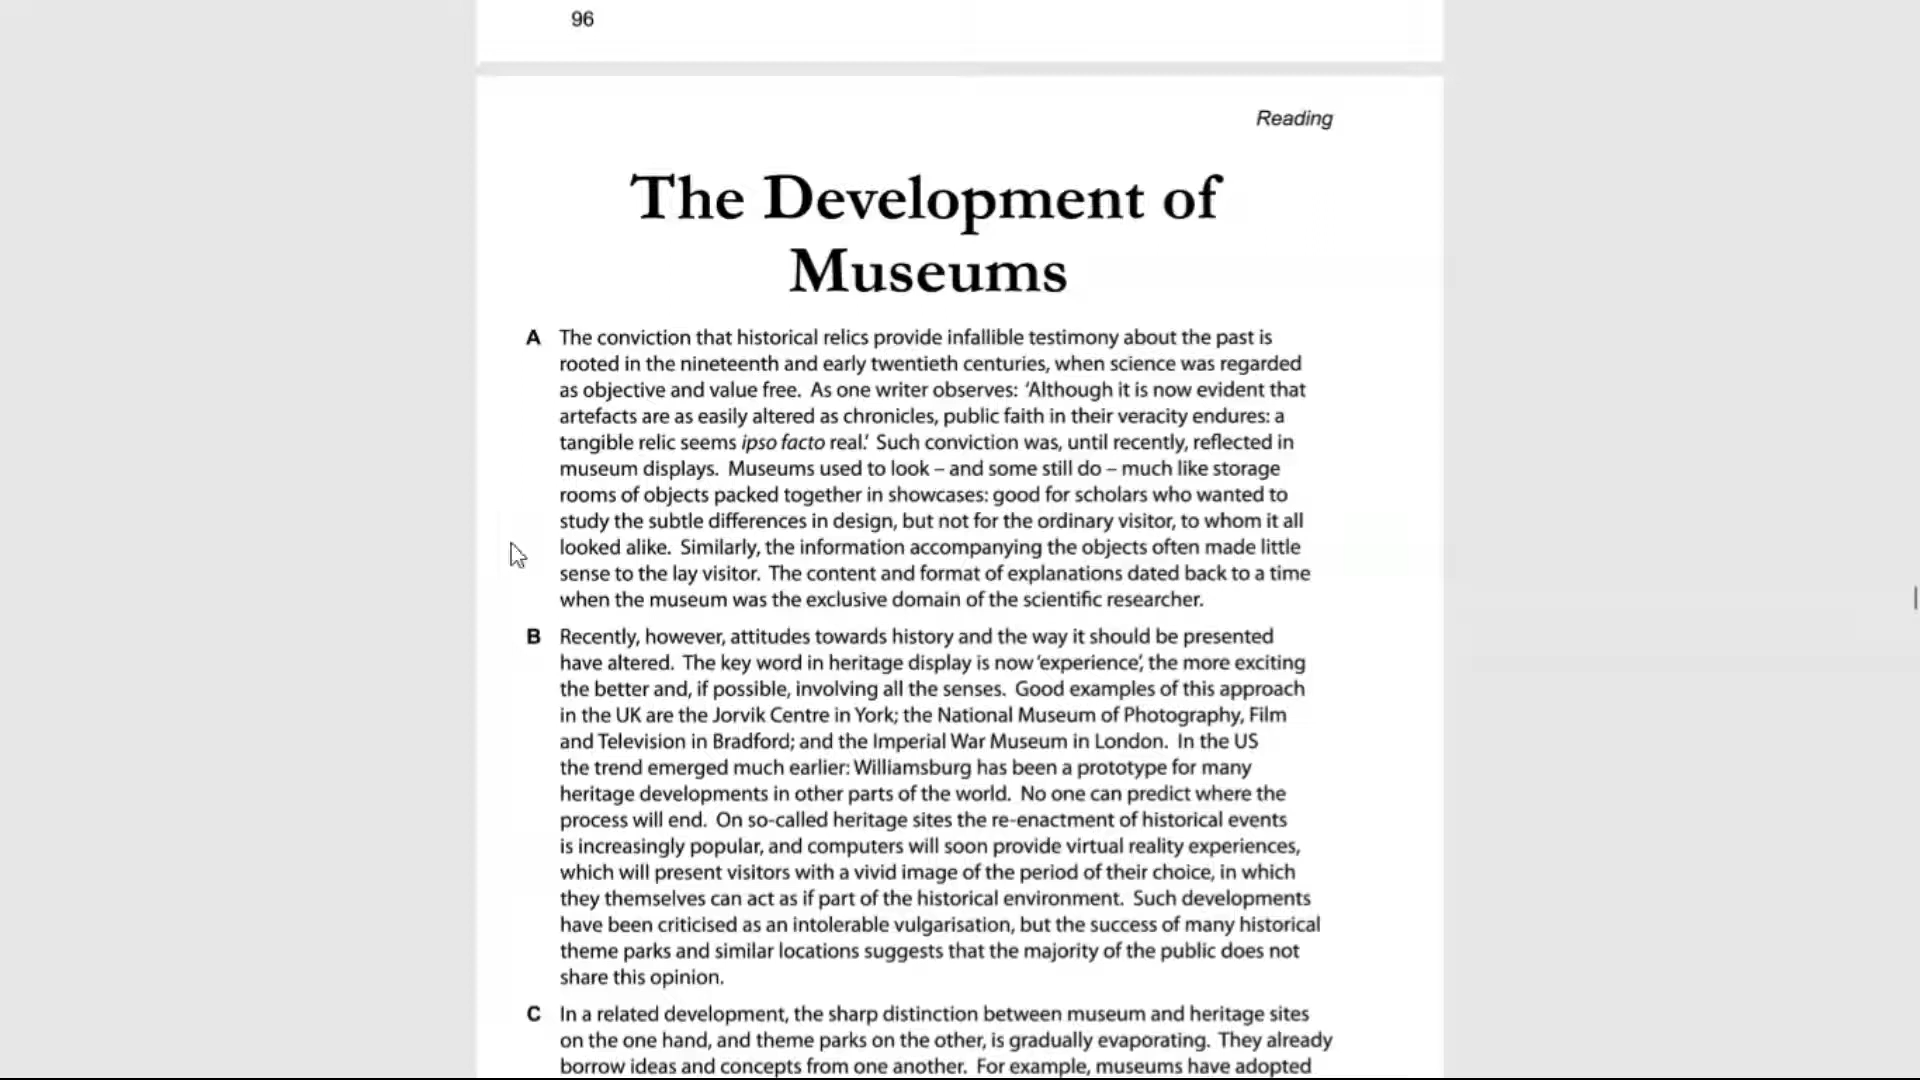 96
Reading
The Development of
Museums
A The conviction that historical relics provide infallible testimony about the past is
rooted in the nineteenth and early twentieth centuries, when science was regarded
as objective and value free. As one writer observes: ‘Although it is now evident that
artefacts are as easily altered as chronicles, public faith in their veracity endures: a
tangible relic seems ipso facto real.’ Such conviction was, until recently, reflected in
museum displays. Museums used to look – and some still do – much like storage
rooms of objects packed together in showcases: good for scholars who wanted to
study the subtle differences in design, but not for the ordinary visitor, to whom it all
looked alike. Similarly, the information accompanying the objects often made little
sense to the lay visitor. The content and format of explanations dated back to a time
when the museum was the exclusive domain of the scientific researcher.
B Recently, however, attitudes towards history and the way it should be presented
have altered. The key word in heritage display is now ‘experience’, the more exciting
the better and, if possible, involving all the senses. Good examples of this approach
in the UK are the Jorvik Centre in York; the National Museum of Photography, Film
and Television in Bradford; and the Imperial War Museum in London. In the US
the trend emerged much earlier: Williamsburg has been a prototype for many
heritage developments in other parts of the world. No one can predict where the
process will end. On so-called heritage sites the re-enactment of historical events
is increasingly popular, and computers will soon provide virtual reality experiences,
which will present visitors with a vivid image of the period of their choice, in which
they themselves can act as if part of the historical environment. Such developments
have been criticised as an intolerable vulgarisation, but the success of many historical
theme parks and similar locations suggests that the majority of the public does not
share this opinion.
C In a related development, the sharp distinction between museum and heritage sites
on the one hand, and theme parks on the other, is gradually evaporating. They already
borrow ideas and concepts from one another. For example, museums have adopted